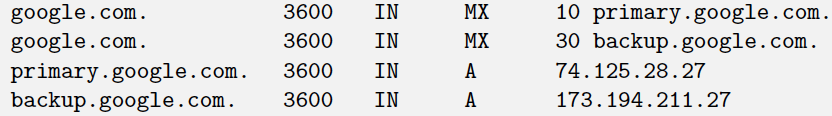 google.com. 3600 IN MX 10 primary.google.com.
google.com. 3600 IN MX 30 backup.google.com.
primary.google.com. 3600 IN A 74.125.28.27
backup.google.com. 3600 IN A 173.194.211.27